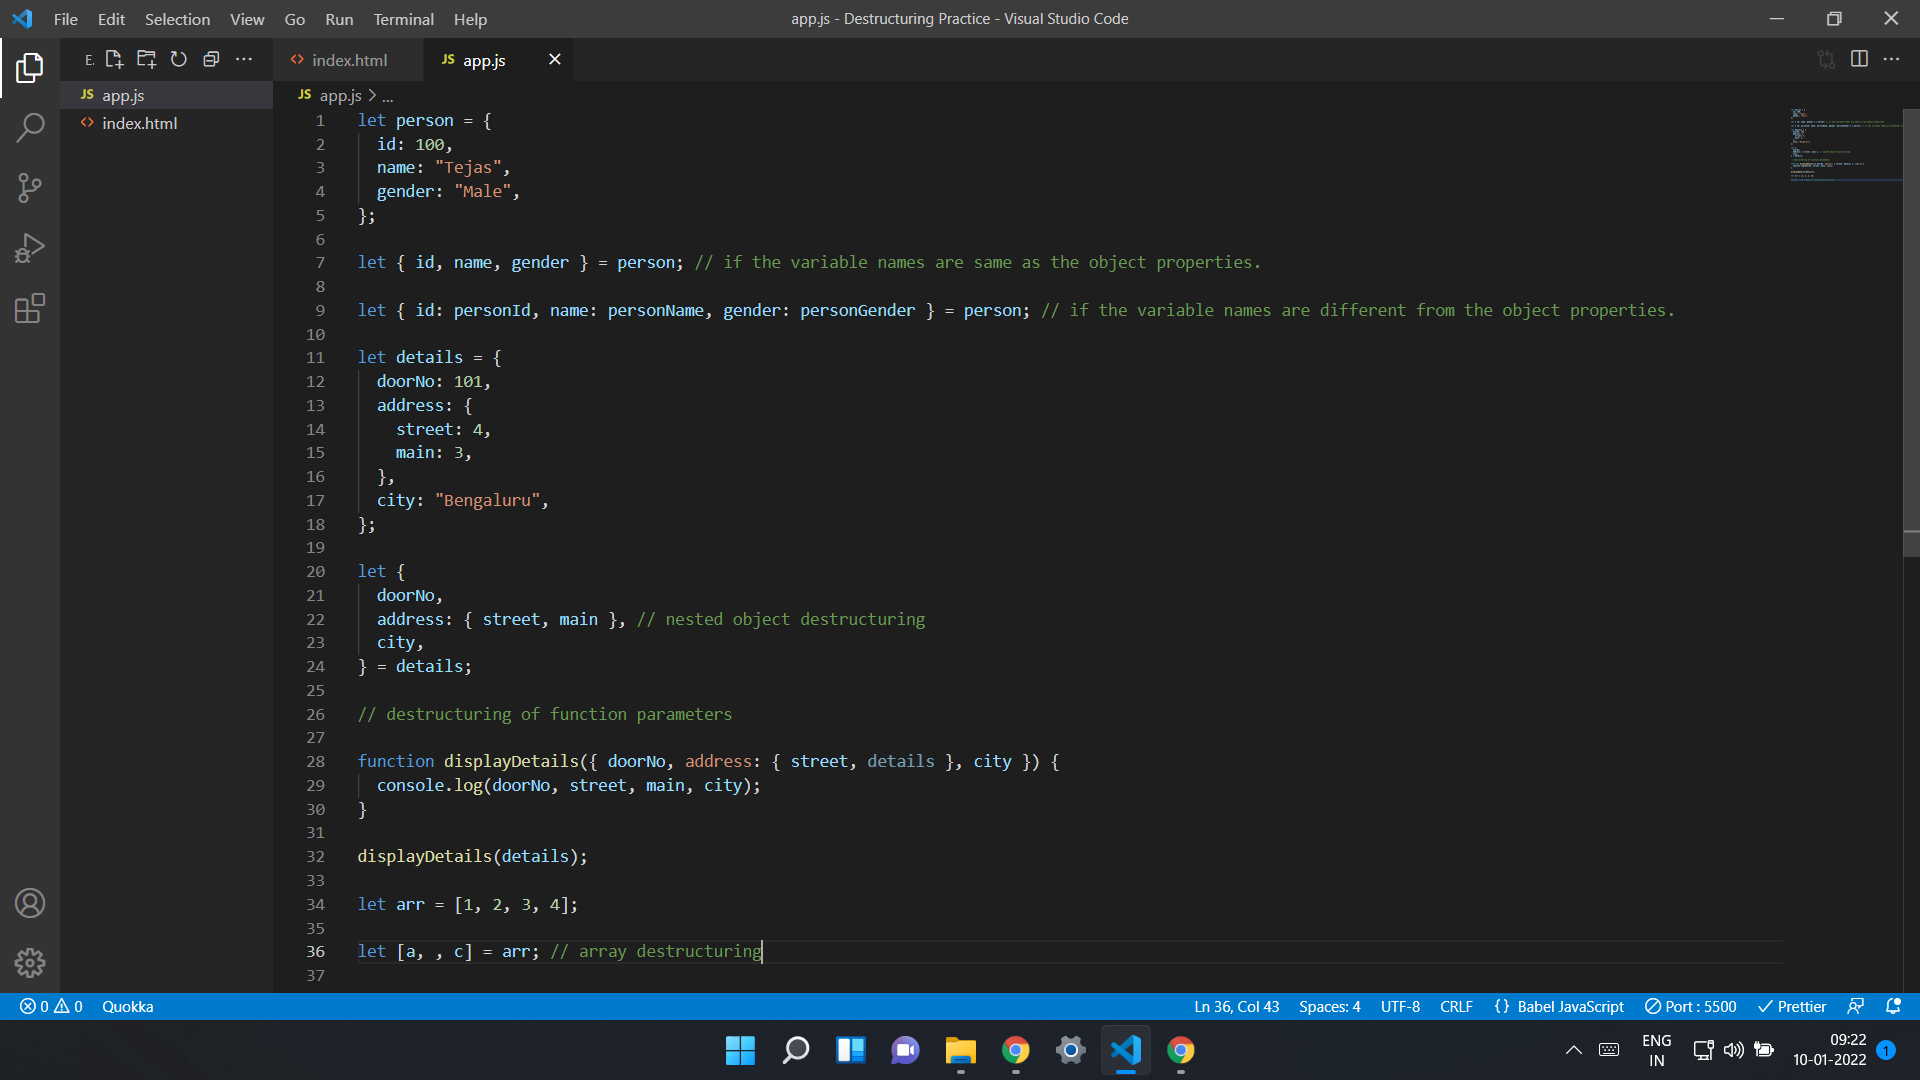 File Edit Selection View Go Run Terminal Help
app.js - Destructuring Practice - Visual Studio Code
E.
index.html
JS app.js
JS app.js
index.html
JS app.js > ...
1 let person = {
2 id: 100,
3 name: "Tejas",
4 gender: "Male",
5 };
6
7 let { id, name, gender } = person; // if the variable names are same as the object properties.
8
9 let { id: personId, name: personName, gender: personGender } = person; // if the variable names are different from the object properties.
10
11 let details = {
12 doorNo: 101,
13 address: {
14 street: 4,
15 main: 3,
16 },
17 city: "Bengaluru",
18 };
19
20 let {
21 doorNo,
22 address: { street, main }, // nested object destructuring
23 city,
24 } = details;
25
26 // destructuring of function parameters
27
28 function displayDetails({ doorNo, address: { street, details }, city }) {
29 console.log(doorNo, street, main, city);
30 }
31
32 displayDetails(details);
33
34 let arr = [1, 2, 3, 4];
35
36 let [a, , c] = arr; // array destructuring
37
0 0 Quokka
Ln 36, Col 43 Spaces: 4 UTF-8 CRLF {} Babel JavaScript Port : 5500 Prettier
ENG
IN
09:22
10-01-2022
1